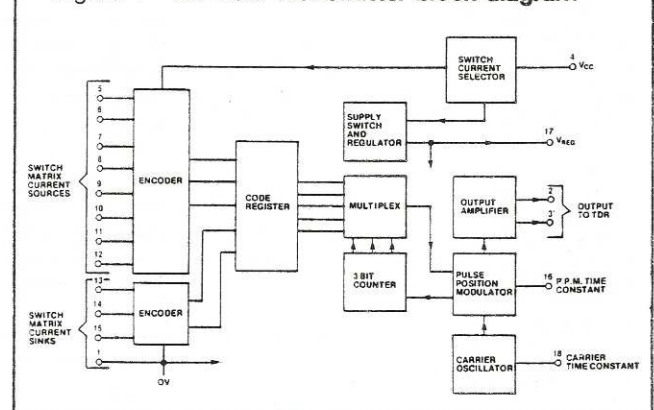 block diagram
SWITCH
CURRENT
SELECTOR
4
VCC
5
6
7
8
9
10
11
12
SWITCH
MATRIX
CURRENT
SOURCES
ENCODER
SUPPLY
SWITCH
AND
REGULATOR
17
VREG
CODE
REGISTER
MULTIPLEX
OUTPUT
AMPLIFIER
2
3
OUTPUT
TO TDR
13
14
15
1
SWITCH
MATRIX
CURRENT
SINKS
ENCODER
0V
3 BIT
COUNTER
PULSE
POSITION
MODULATOR
16
P.P.M. TIME
CONSTANT
CARRIER
OSCILLATOR
18
CARRIER
TIME CONSTANT